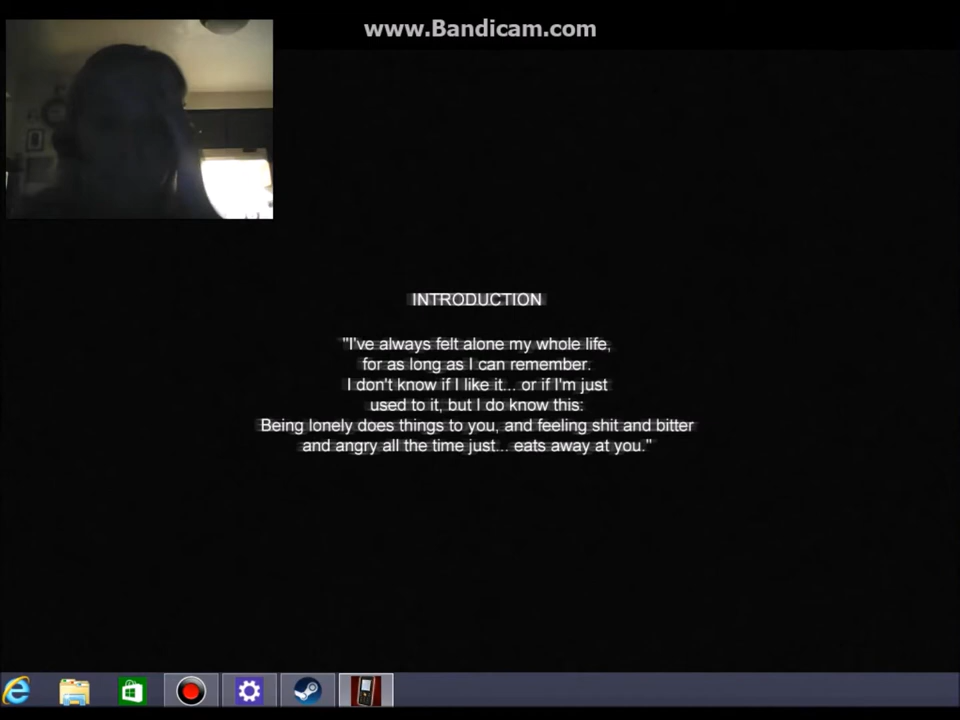 www.Bandicam.com
INTRODUCTION
"I've always felt alone my whole life,
for as long as I can remember.
I don't know if I like it... or if I'm just
used to it, but I do know this:
Being lonely does things to you, and feeling shit and bitter
and angry all the time just... eats away at you."